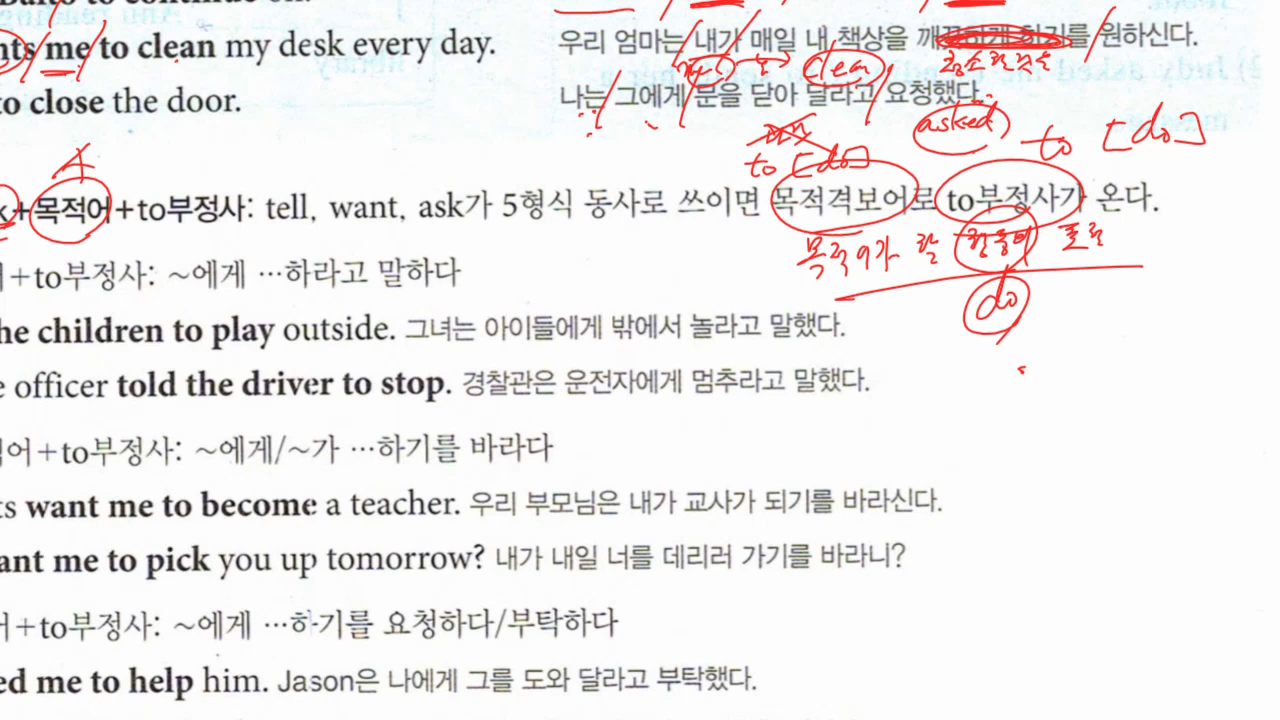 to continue on.
nts me to clean my desk every day. 우리 엄마는 내가 매일 내 책상을 원하신다.
clean
to close the door. 나는 그에게 문을 닫아 달라고 요청했다.
asked to [do]
to [do]
k+목적어+to부정사: tell, want, ask가 5형식 동사로 쓰이면 목적격보어로 to부정사가 온다.
목적어가 할 행동이
do
+to부정사: ~에게 …하라고 말하다
he children to play outside. 그녀는 아이들에게 밖에서 놀라고 말했다.
e officer told the driver to stop. 경찰관은 운전자에게 멈추라고 말했다.
어+to부정사: ~에게/~가 …하기를 바라다
ts want me to become a teacher. 우리 부모님은 내가 교사가 되기를 바라신다.
ant me to pick you up tomorrow? 내가 내일 너를 데리러 가기를 바라니?
+to부정사: ~에게 …하기를 요청하다/부탁하다
ed me to help him. Jason은 나에게 그를 도와 달라고 부탁했다.